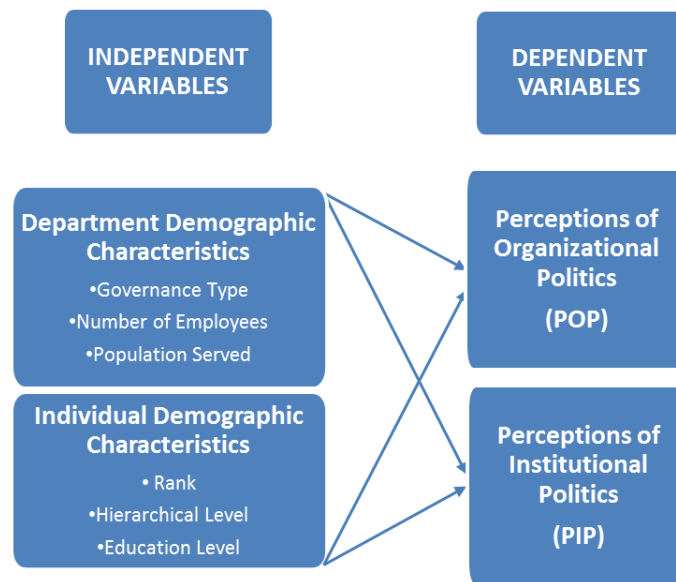 INDEPENDENT
VARIABLES
DEPENDENT
VARIABLES
Department Demographic
Characteristics
•Governance Type
•Number of Employees
•Population Served
Individual Demographic
Characteristics
• Rank
•Hierarchical Level
•Education Level
Perceptions of
Organizational
Politics
(POP)
Perceptions of
Institutional
Politics
(PIP)